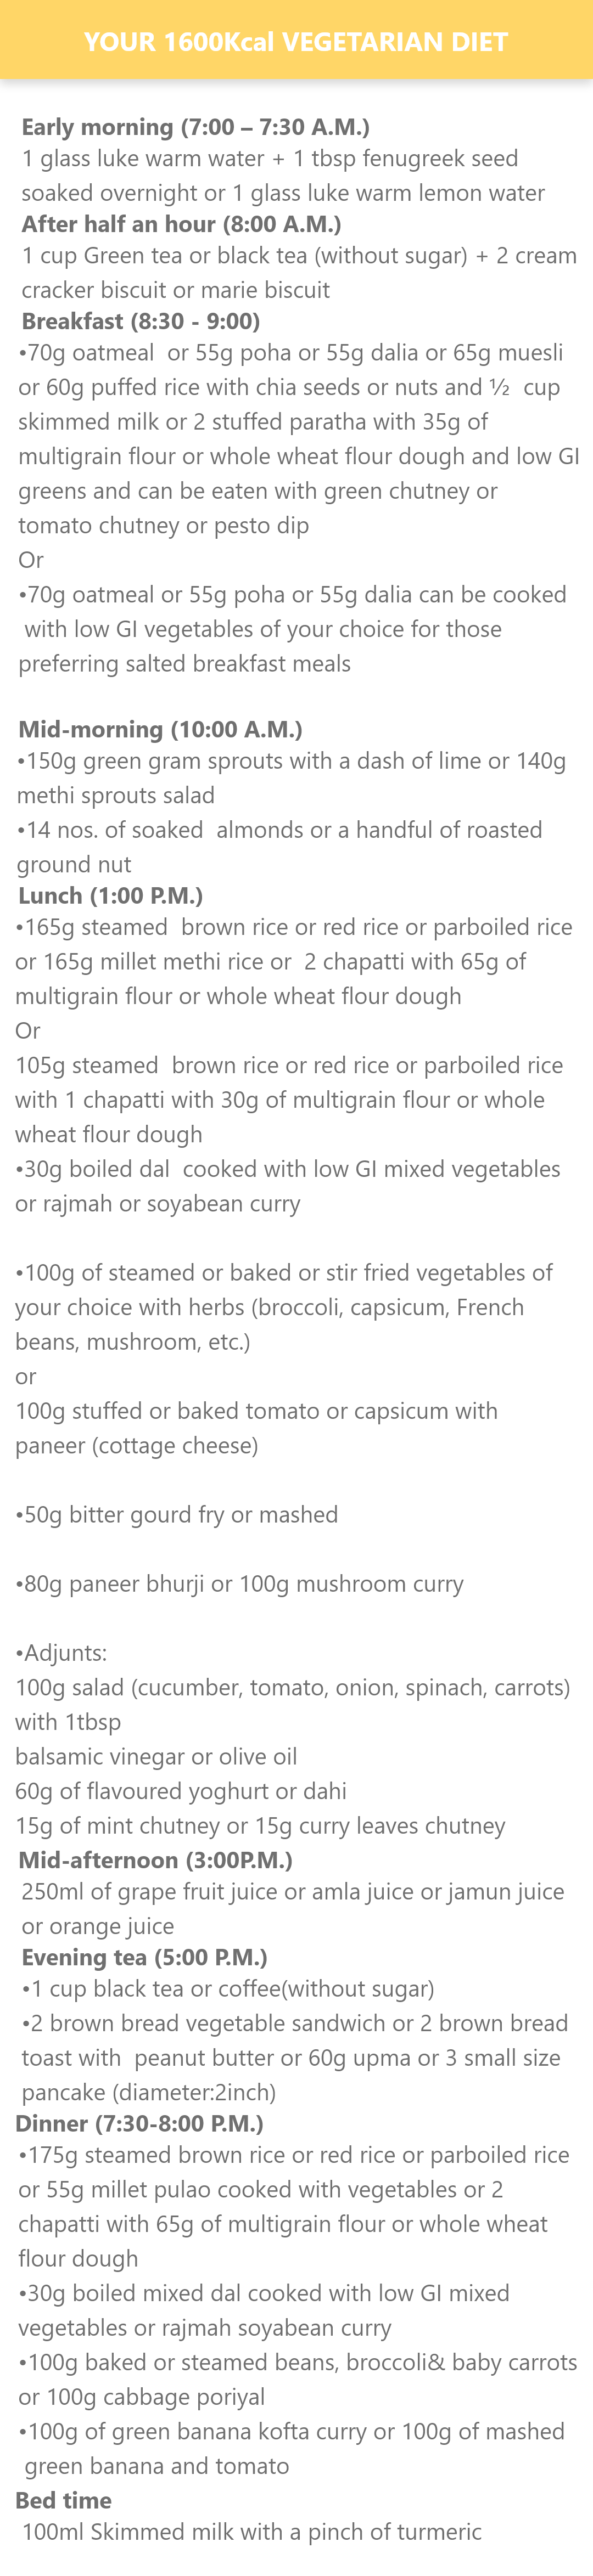 YOUR 1600Kcal VEGETARIAN DIET
Early morning (7:00 – 7:30 A.M.)
1 glass luke warm water + 1 tbsp fenugreek seed
soaked overnight or 1 glass luke warm lemon water
After half an hour (8:00 A.M.)
1 cup Green tea or black tea (without sugar) + 2 cream
cracker biscuit or marie biscuit
Breakfast (8:30 - 9:00)
•70g oatmeal  or 55g poha or 55g dalia or 65g muesli
or 60g puffed rice with chia seeds or nuts and ½  cup
skimmed milk or 2 stuffed paratha with 35g of
multigrain flour or whole wheat flour dough and low GI
greens and can be eaten with green chutney or
tomato chutney or pesto dip
Or
•70g oatmeal or 55g poha or 55g dalia can be cooked
with low GI vegetables of your choice for those
preferring salted breakfast meals
Mid-morning (10:00 A.M.)
•150g green gram sprouts with a dash of lime or 140g
methi sprouts salad
•14 nos. of soaked  almonds or a handful of roasted
ground nut
Lunch (1:00 P.M.)
•165g steamed  brown rice or red rice or parboiled rice
or 165g millet methi rice or  2 chapatti with 65g of
multigrain flour or whole wheat flour dough
Or
105g steamed  brown rice or red rice or parboiled rice
with 1 chapatti with 30g of multigrain flour or whole
wheat flour dough
•30g boiled dal  cooked with low GI mixed vegetables
or rajmah or soyabean curry
•100g of steamed or baked or stir fried vegetables of
your choice with herbs (broccoli, capsicum, French
beans, mushroom, etc.)
or
100g stuffed or baked tomato or capsicum with
paneer (cottage cheese)
•50g bitter gourd fry or mashed
•80g paneer bhurji or 100g mushroom curry
•Adjunts:
100g salad (cucumber, tomato, onion, spinach, carrots)
with 1tbsp
balsamic vinegar or olive oil
60g of flavoured yoghurt or dahi
15g of mint chutney or 15g curry leaves chutney
Mid-afternoon (3:00P.M.)
250ml of grape fruit juice or amla juice or jamun juice
or orange juice
Evening tea (5:00 P.M.)
•1 cup black tea or coffee(without sugar)
•2 brown bread vegetable sandwich or 2 brown bread
toast with  peanut butter or 60g upma or 3 small size
pancake (diameter:2inch)
Dinner (7:30-8:00 P.M.)
•175g steamed brown rice or red rice or parboiled rice
or 55g millet pulao cooked with vegetables or 2
chapatti with 65g of multigrain flour or whole wheat
flour dough
•30g boiled mixed dal cooked with low GI mixed
vegetables or rajmah soyabean curry
•100g baked or steamed beans, broccoli& baby carrots
or 100g cabbage poriyal
•100g of green banana kofta curry or 100g of mashed
green banana and tomato
Bed time
100ml Skimmed milk with a pinch of turmeric